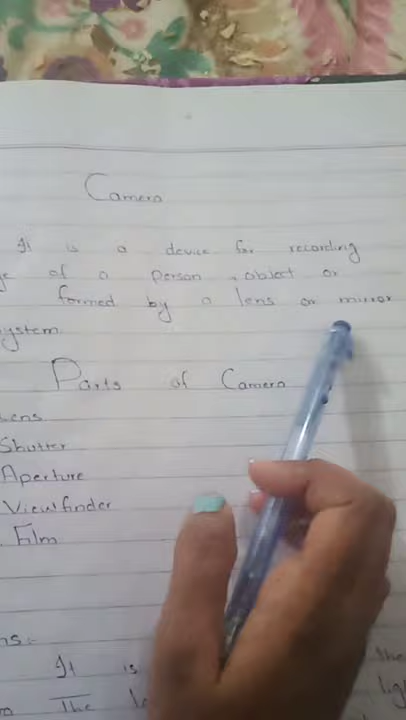 Camera
It is a device for recording
of a person, object or
formed by a lens or mirror
system
Parts of Camera
Lens
Shutter
Aperture
Viewfinder
Film
It is the
The